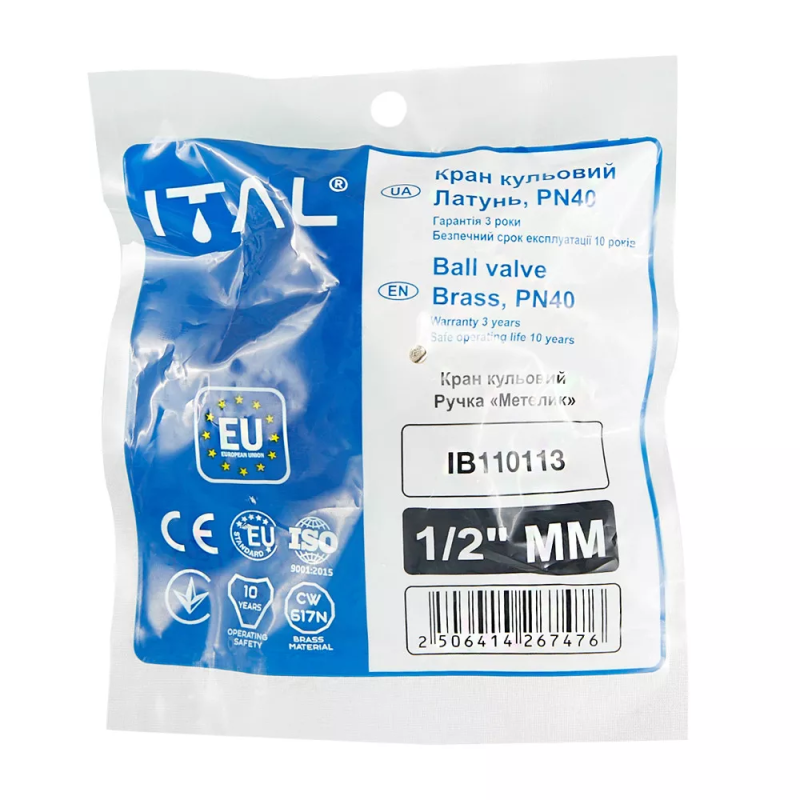 ITAL®
UA
Кран кульовий
Латунь, PN40
Гарантія 3 роки
Безпечний срок експлуатації 10 років
EN
Ball valve
Brass, PN40
Warranty 3 years
Safe operating life 10 years
Кран кульовий
Ручка «Метелик»
IB110113
1/2" MM
2 506414 267476
EU
EUROPEAN UNION
CE
EU
STANDARD
ISO
9001:2015
10
YEARS
OPERATING
SAFETY
CW
617N
BRASS
MATERIAL